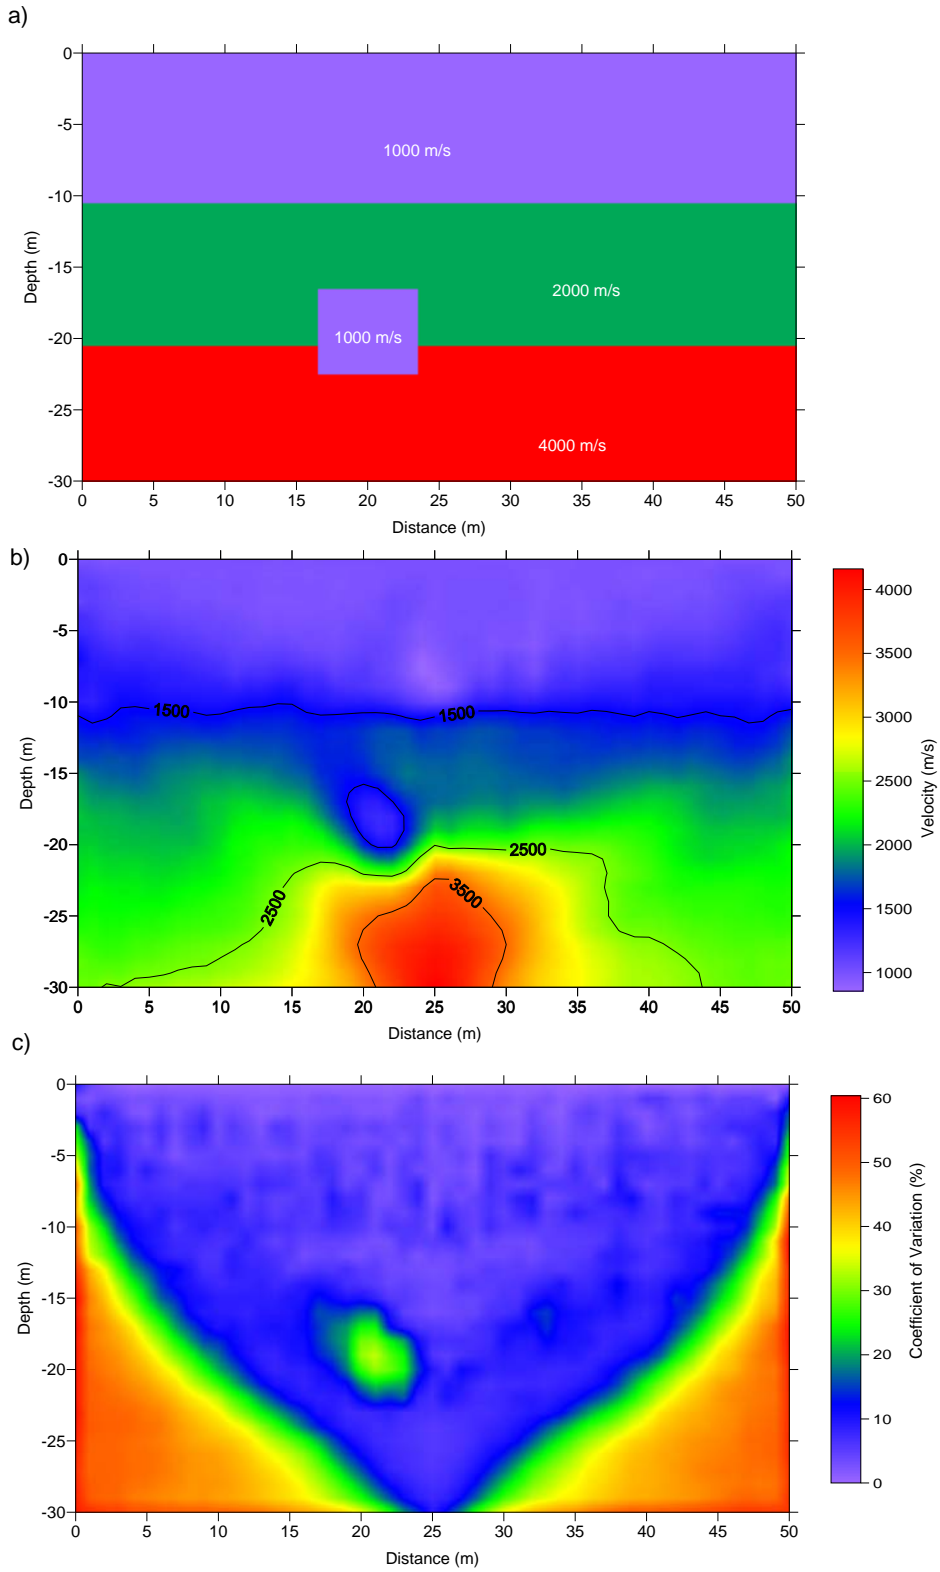 a)
0
-5
-10
-15
-20
-25
-30
Depth (m)
1000 m/s
2000 m/s
1000 m/s
4000 m/s
0 5 10 15 20 25 30 35 40 45 50
Distance (m)
b)
0
-5
-10
-15
-20
-25
-30
Depth (m)
1500
1500
2500
2500
3500
0 5 10 15 20 25 30 35 40 45 50
Distance (m)
4000
3500
3000
2500
2000
1500
1000
Velocity (m/s)
c)
0
-5
-10
-15
-20
-25
-30
Depth (m)
0 5 10 15 20 25 30 35 40 45 50
Distance (m)
60
50
40
30
20
10
0
Coefficient of Variation (%)